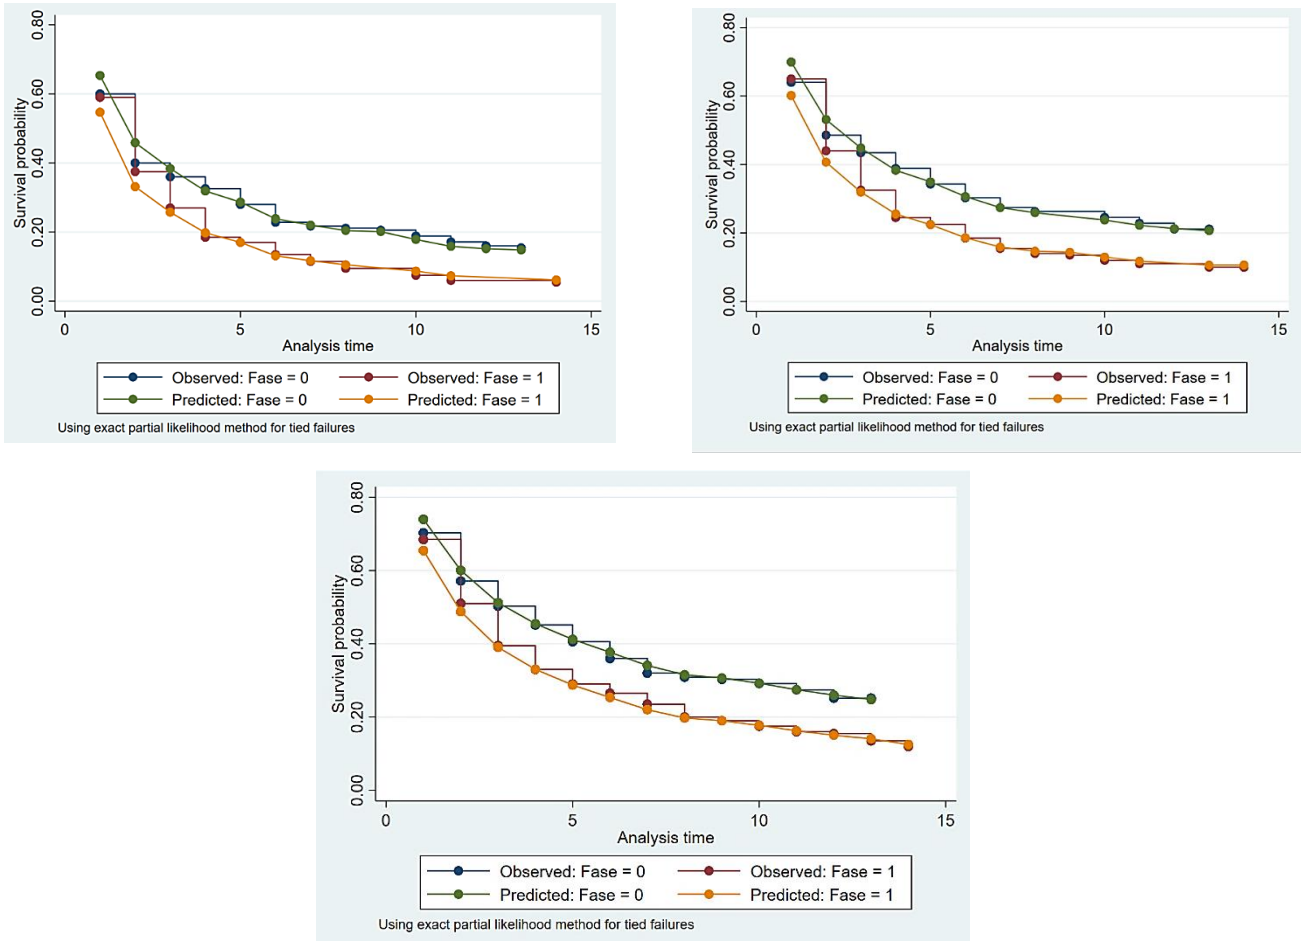 0.80
0.60
0.40
0.20
0.00
Survival probability
0 5 10 15
Analysis time
Observed: Fase = 0 Observed: Fase = 1
Predicted: Fase = 0 Predicted: Fase = 1
Using exact partial likelihood method for tied failures
0.80
0.60
0.40
0.20
0.00
Survival probability
0 5 10 15
Analysis time
Observed: Fase = 0 Observed: Fase = 1
Predicted: Fase = 0 Predicted: Fase = 1
Using exact partial likelihood method for tied failures
0.80
0.60
0.40
0.20
0.00
Survival probability
0 5 10 15
Analysis time
Observed: Fase = 0 Observed: Fase = 1
Predicted: Fase = 0 Predicted: Fase = 1
Using exact partial likelihood method for tied failures